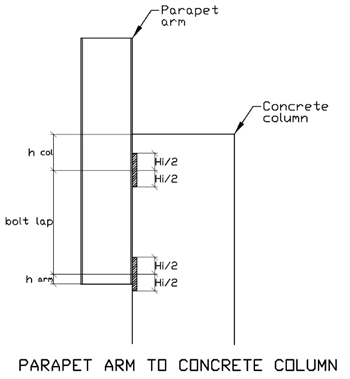 Parapet
arm
Concrete
column
h col
Hi/2
Hi/2
bolt lap
Hi/2
h arm
Hi/2
PARAPET ARM TO CONCRETE COLUMN